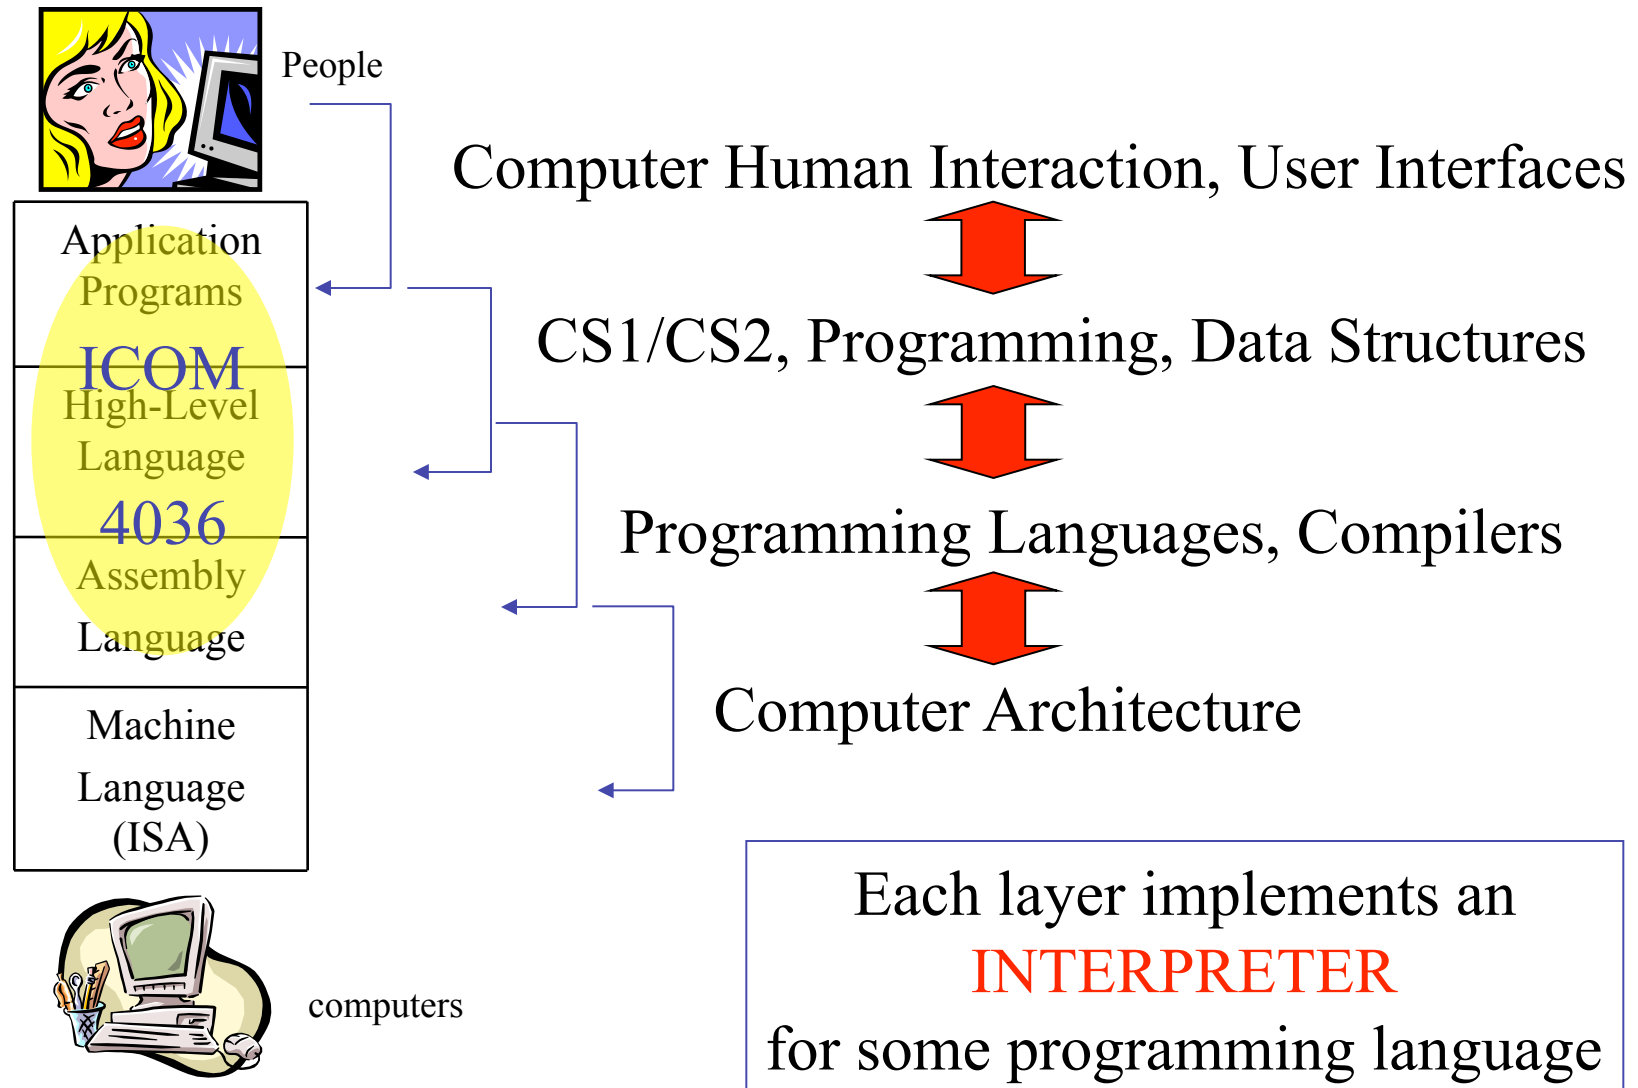 People
Computer Human Interaction, User Interfaces
Application
Programs
ICOM
High-Level
Language
4036
Assembly
Language
Machine
Language
(ISA)
CS1/CS2, Programming, Data Structures
Programming Languages, Compilers
Computer Architecture
Each layer implements an
INTERPRETER
for some programming language
computers